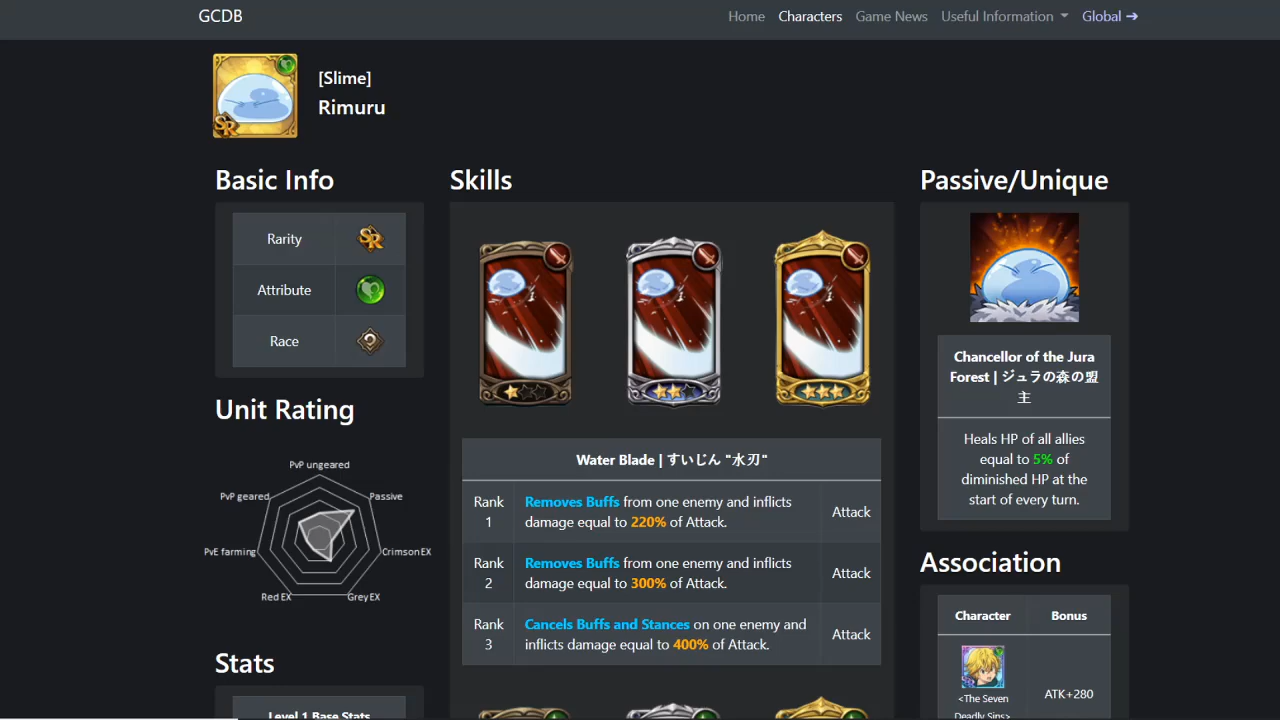 GCDB
Home Characters Game News Useful Information Global ➔
[Slime]
Rimuru
SR
Basic Info
Rarity SR
Attribute
Race
Unit Rating
PvP ungeared
PvP geared
Passive
PvE farming
Crimson EX
Red EX
Grey EX
Stats
Level 1 Base Stats
Skills
Water Blade | すいじん "水刃"
Rank 1
Removes Buffs from one enemy and inflicts
damage equal to 220% of Attack.
Attack
Rank 2
Removes Buffs from one enemy and inflicts
damage equal to 300% of Attack.
Attack
Rank 3
Cancels Buffs and Stances on one enemy and
inflicts damage equal to 400% of Attack.
Attack
Passive/Unique
Chancellor of the Jura
Forest | ジュラの森の盟
主
Heals HP of all allies
equal to 5% of
diminished HP at the
start of every turn.
Association
Character Bonus
<The Seven
Deadly Sins>
ATK+280